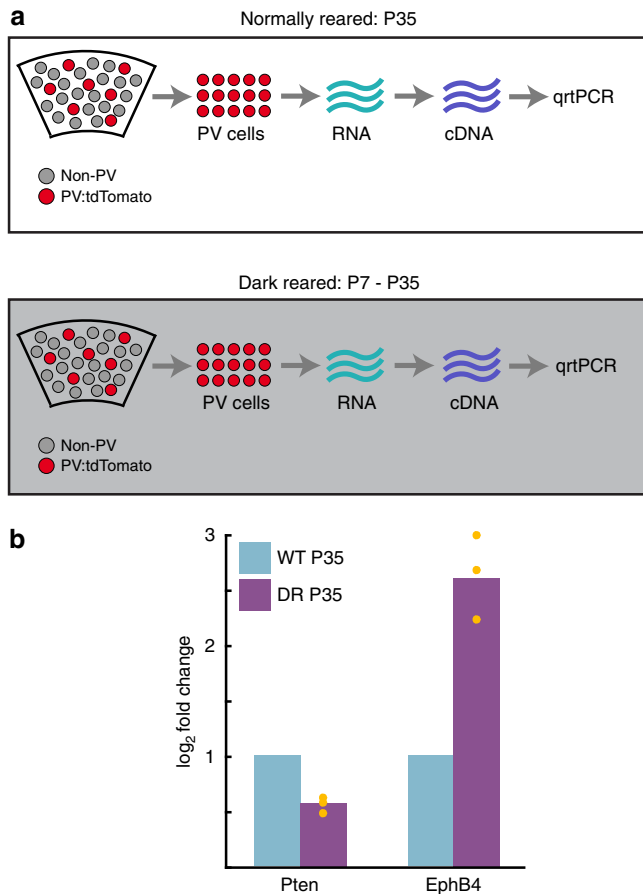 a
Normally reared: P35
PV cells
RNA
cDNA
qrtPCR
Non-PV
PV:tdTomato
Dark reared: P7 - P35
PV cells
RNA
cDNA
qrtPCR
Non-PV
PV:tdTomato
b
log2 fold change
3
2
1
WT P35
DR P35
Pten
EphB4